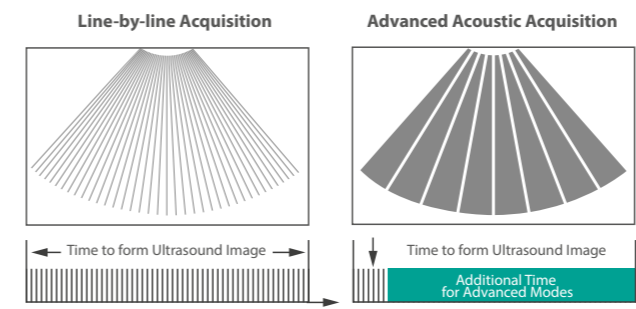 Line-by-line Acquisition
Advanced Acoustic Acquisition
Time to form Ultrasound Image
Time to form Ultrasound Image
Additional Time
for Advanced Modes